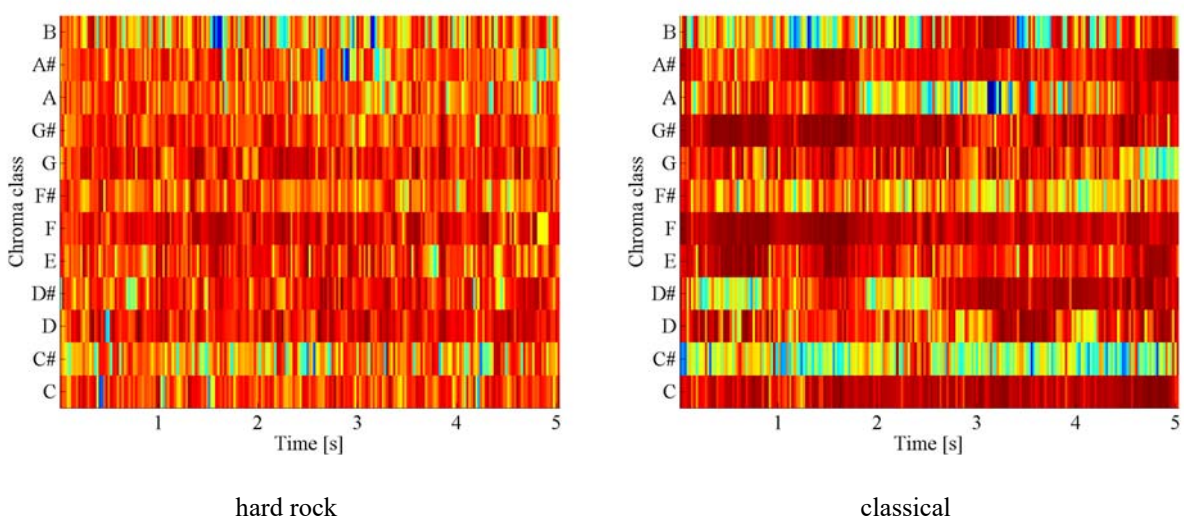 Chroma class
B
A#
A
G#
G
F#
F
E
D#
D
C#
C
1 2 3 4 5
Time [s]
hard rock
Chroma class
B
A#
A
G#
G
F#
F
E
D#
D
C#
C
1 2 3 4 5
Time [s]
classical